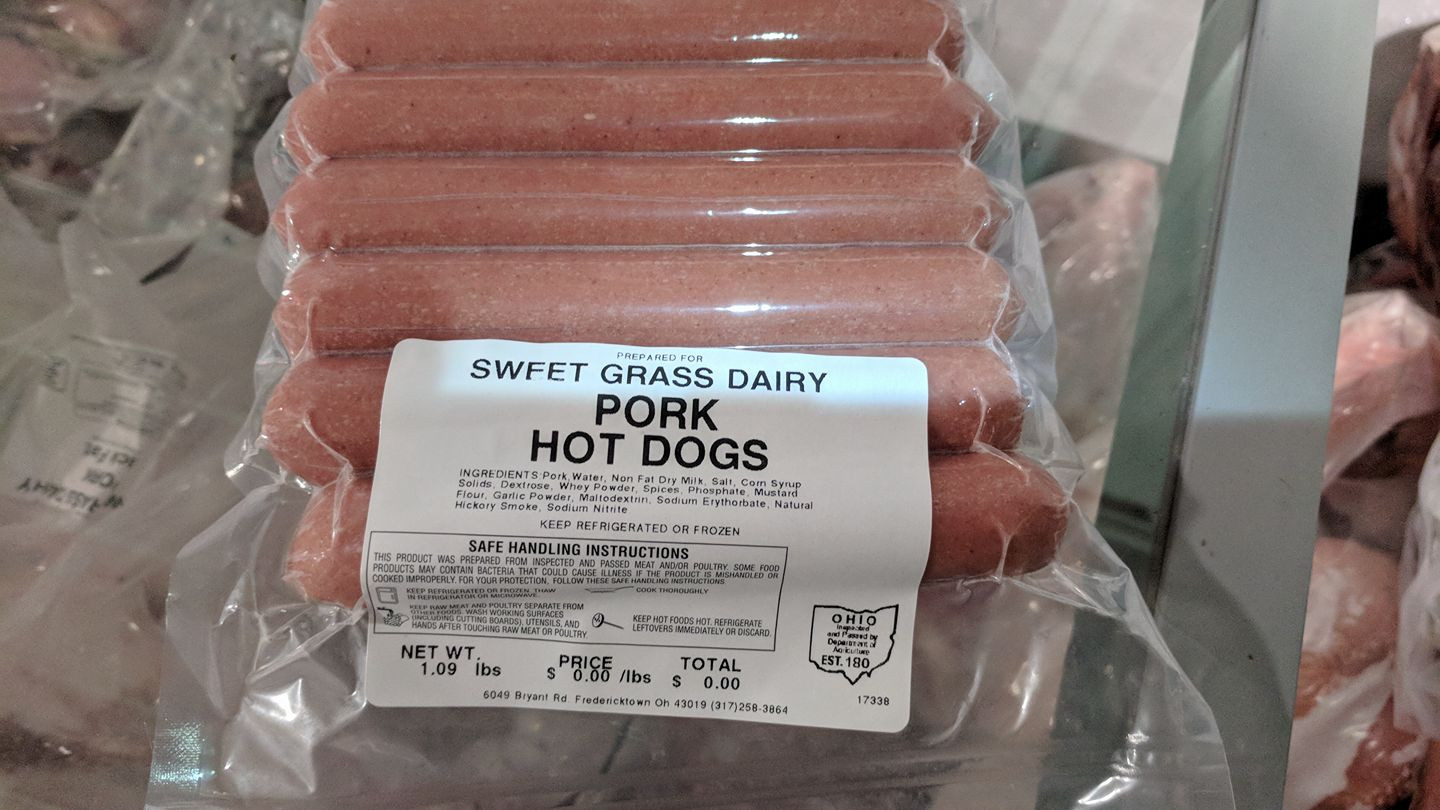 PREPARED FOR
SWEET GRASS DAIRY
PORK
HOT DOGS
INGREDIENTS: Pork, Water, Non Fat Dry Milk, Salt, Corn Syrup
Solids, Dextrose, Whey Powder, Spices, Phosphate, Mustard
Flour, Garlic Powder, Maltodextrin, Sodium Erythorbate, Natural
Hickory Smoke, Sodium Nitrite
KEEP REFRIGERATED OR FROZEN
SAFE HANDLING INSTRUCTIONS
THIS PRODUCT WAS PREPARED FROM INSPECTED AND PASSED MEAT AND/OR POULTRY. SOME FOOD
PRODUCTS MAY CONTAIN BACTERIA THAT COULD CAUSE ILLNESS IF THE PRODUCT IS MISHANDLED OR
COOKED IMPROPERLY. FOR YOUR PROTECTION, FOLLOW THESE SAFE HANDLING INSTRUCTIONS
KEEP REFRIGERATED OR FROZEN. THAW
IN REFRIGERATOR OR MICROWAVE.
COOK THOROUGHLY
KEEP RAW MEAT AND POULTRY SEPARATE FROM
OTHER FOODS. WASH WORKING SURFACES
(INCLUDING CUTTING BOARDS), UTENSILS, AND
HANDS AFTER TOUCHING RAW MEAT OR POULTRY.
KEEP HOT FOODS HOT. REFRIGERATE
LEFTOVERS IMMEDIATELY OR DISCARD.
OHIO
Inspected
and Passed by
Department of
Agriculture
EST. 180
NET WT. PRICE TOTAL
1.09 lbs $ 0.00 /lbs $ 0.00
6049 Bryant Rd. Fredericktown Oh 43019 (317)258-3864
17338